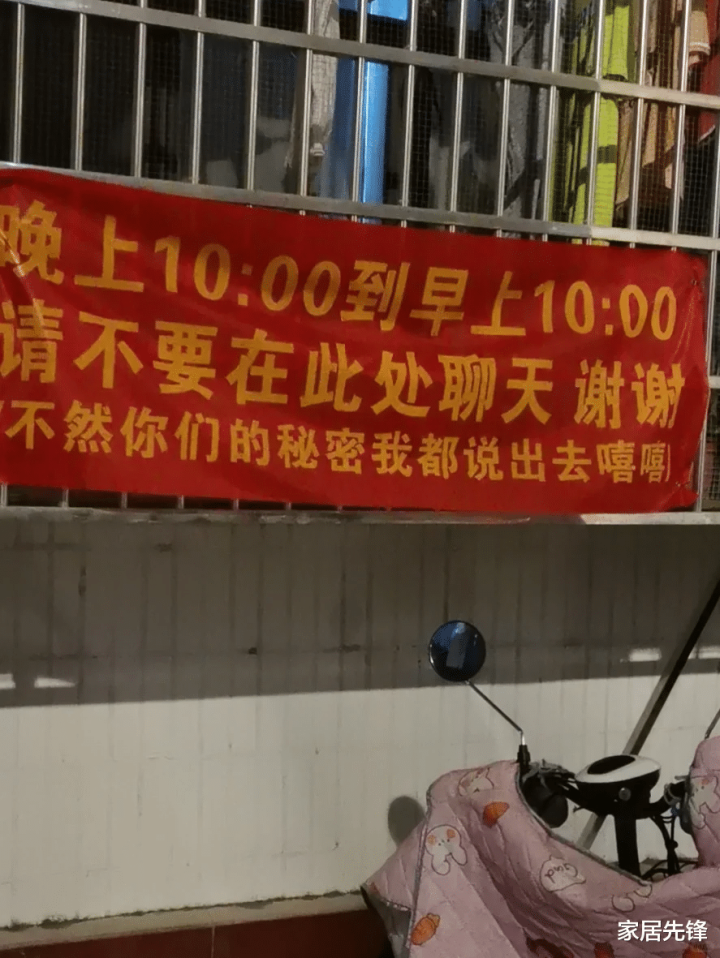 晚上10:00到早上10:00
请不要在此处聊天 谢谢
不然你们的秘密我都说出去嘻嘻
家居先锋